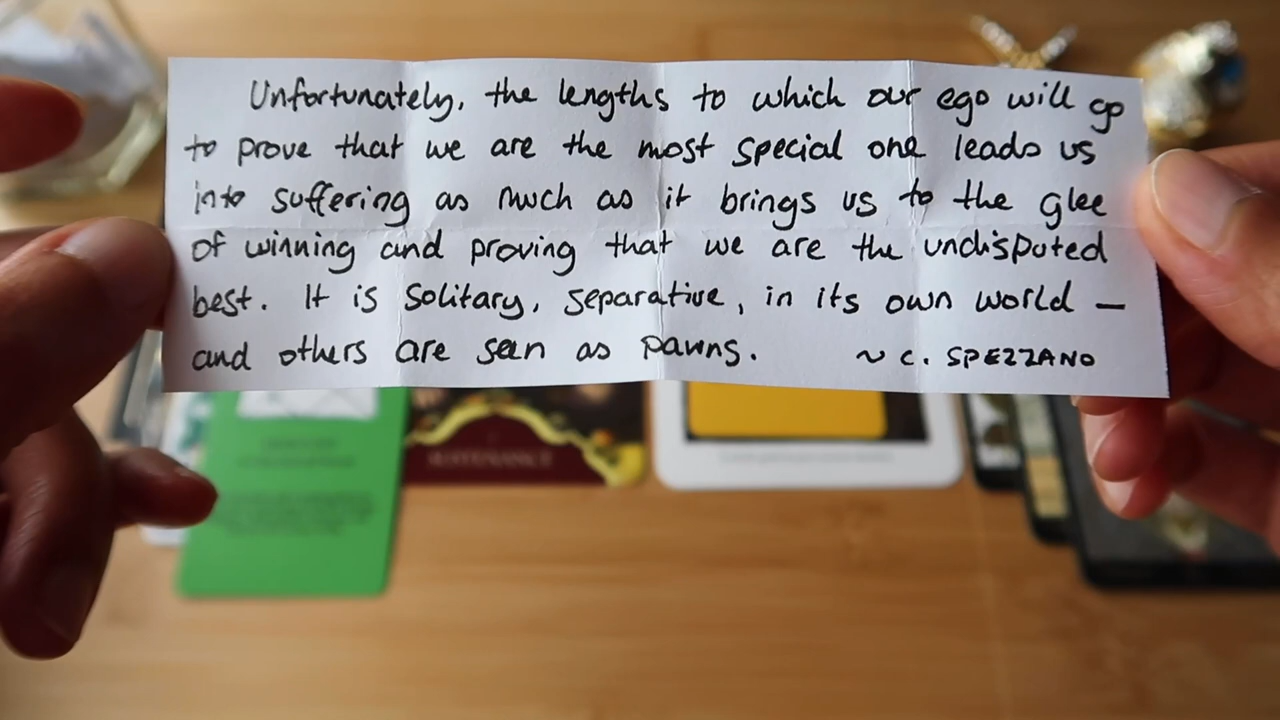 Unfortunately, the lengths to which our ego will go
to prove that we are the most special one leads us
into suffering as much as it brings us to the glee
of winning and proving that we are the undisputed
best. It is solitary, separative, in its own world —
and others are seen as pawns. ~ C. SPEZZANO
SUSTENANCE